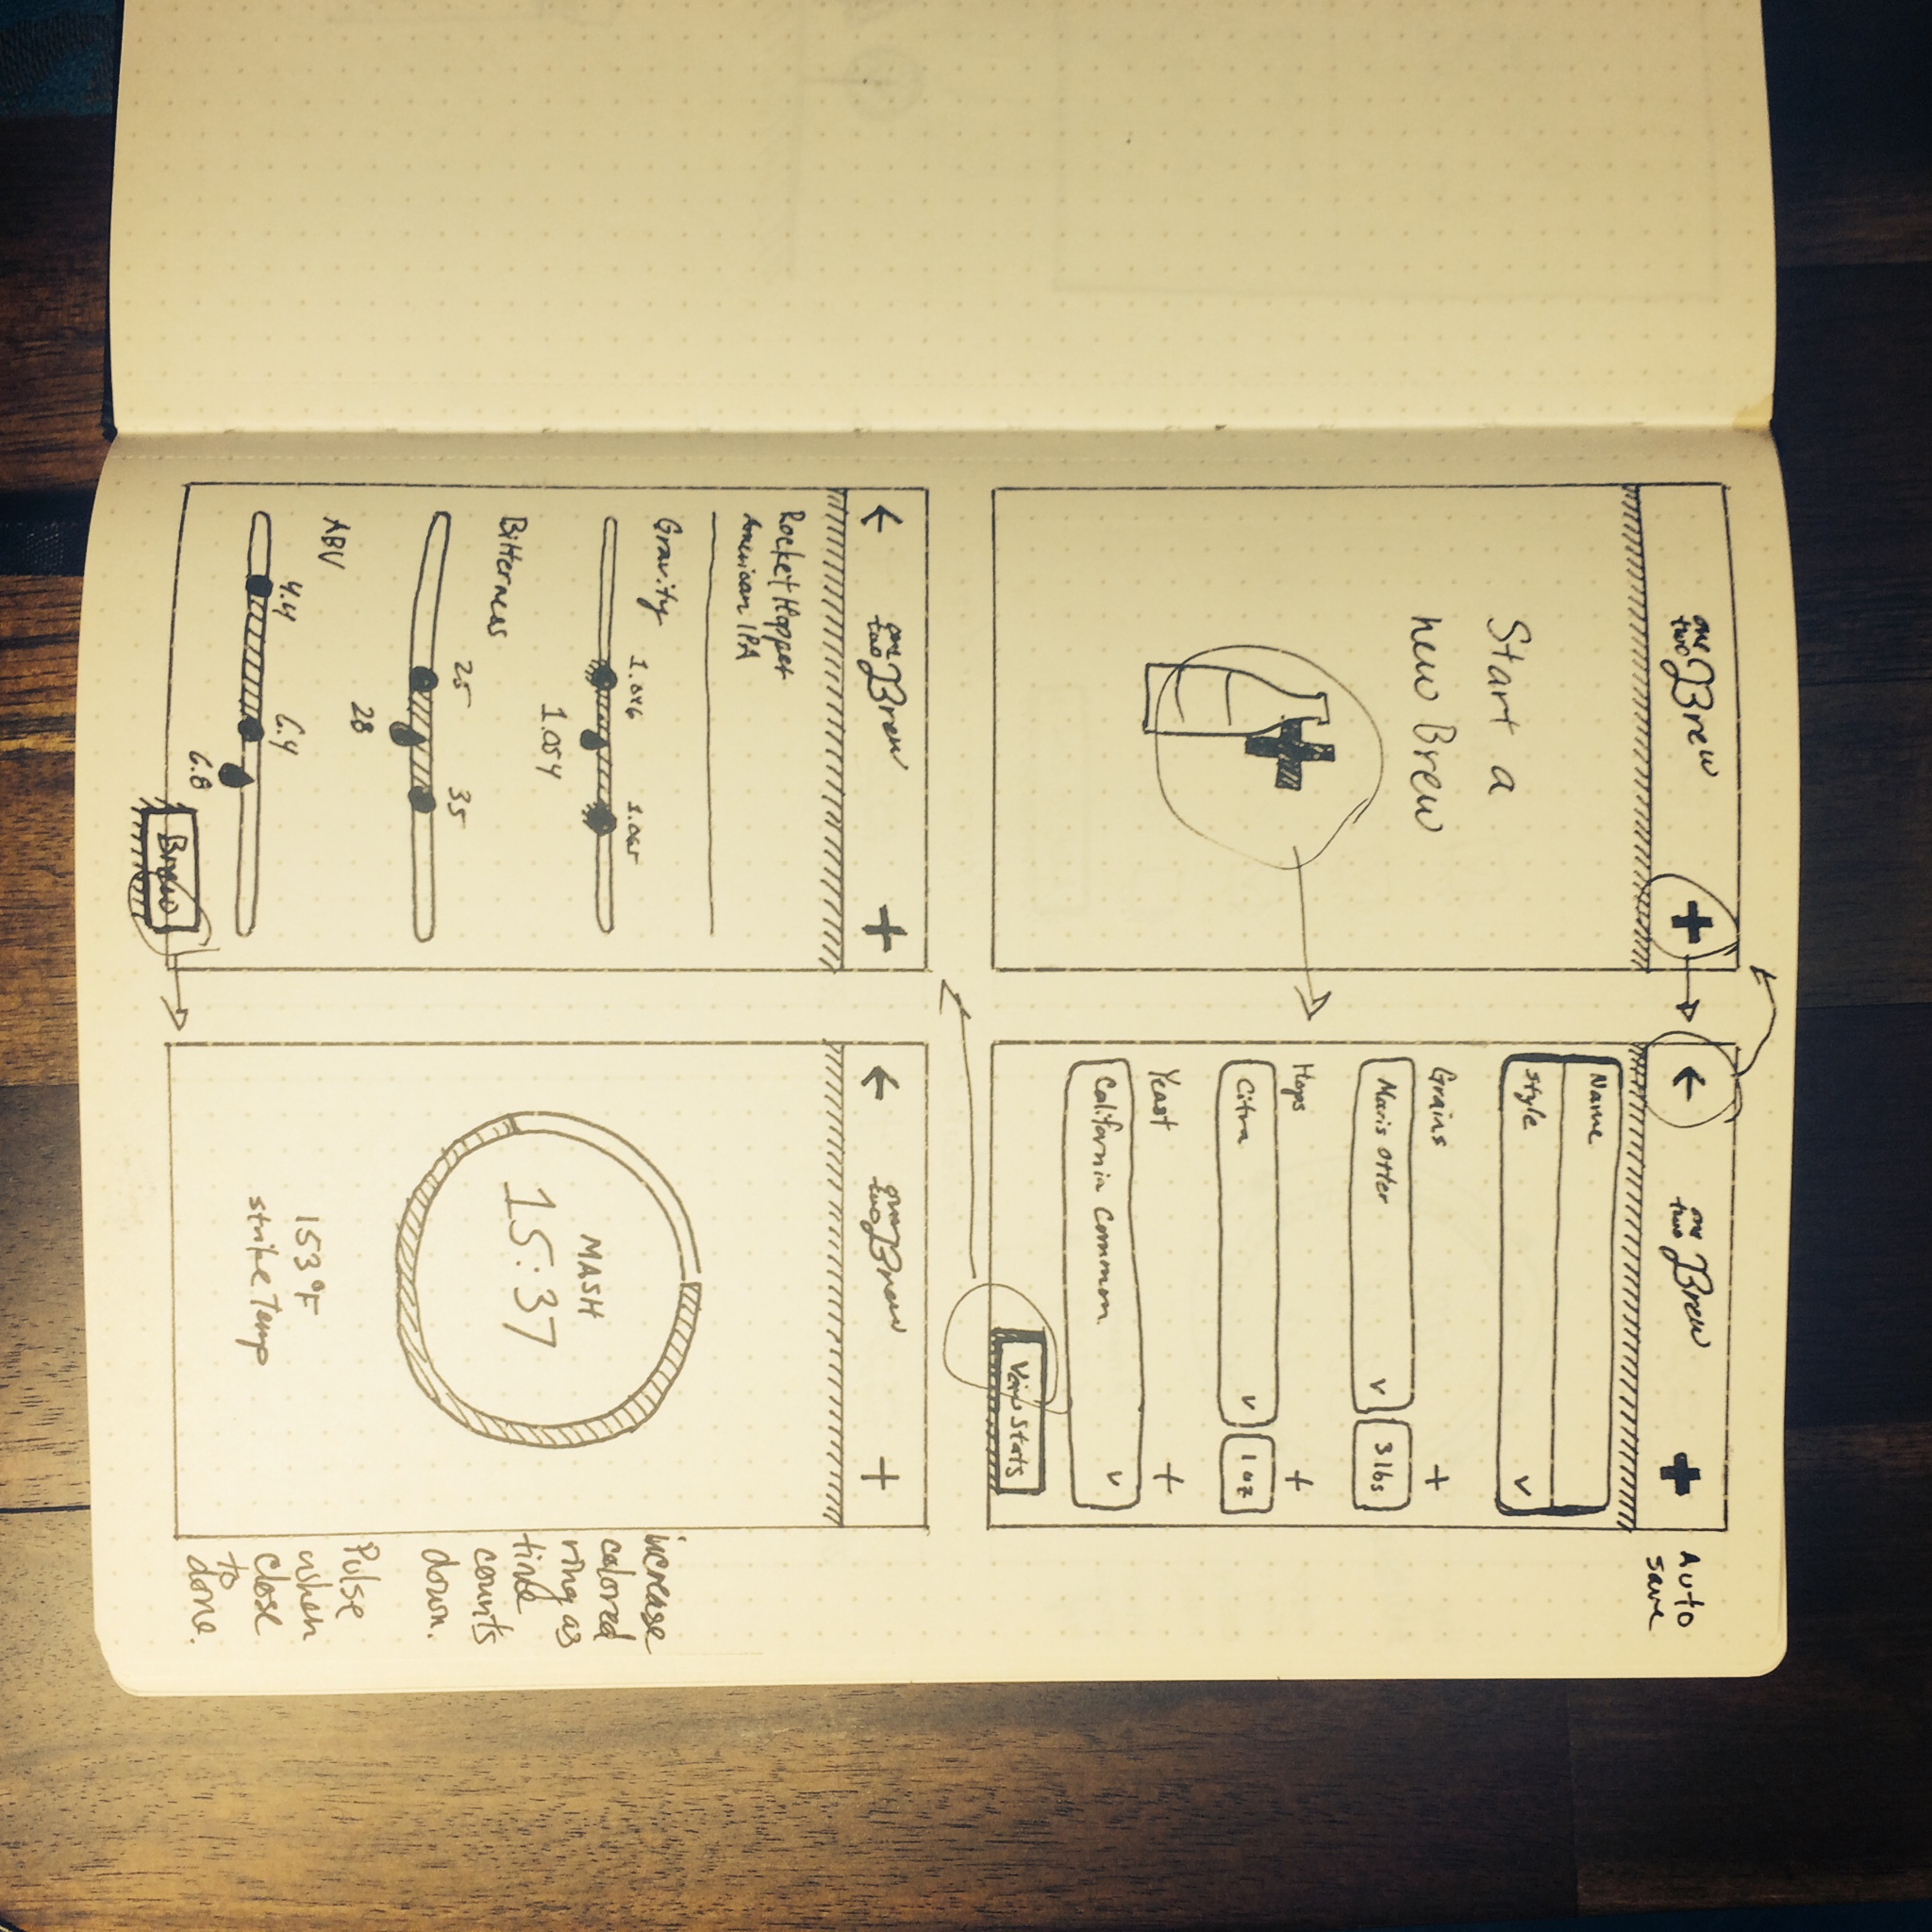 one
two Brew +
Start a
new Brew
← one
two Brew +
Auto
save
Name
Style v
Grains +
Maris Otter v 3 lbs
Hops +
Citra v 1 oz
Yeast +
California Common v
View Stats
← one
two Brew +
Rocket Hopper
American IPA
Gravity
1.046 1.065
1.054
Bitterness
25 35
28
ABV
4.4 6.4
6.8
Brew
← one
two Brew +
MASH
15:37
153°F
strike temp
increase
colored
ring as
time
counts
down.
Pulse
when
close
to
done.